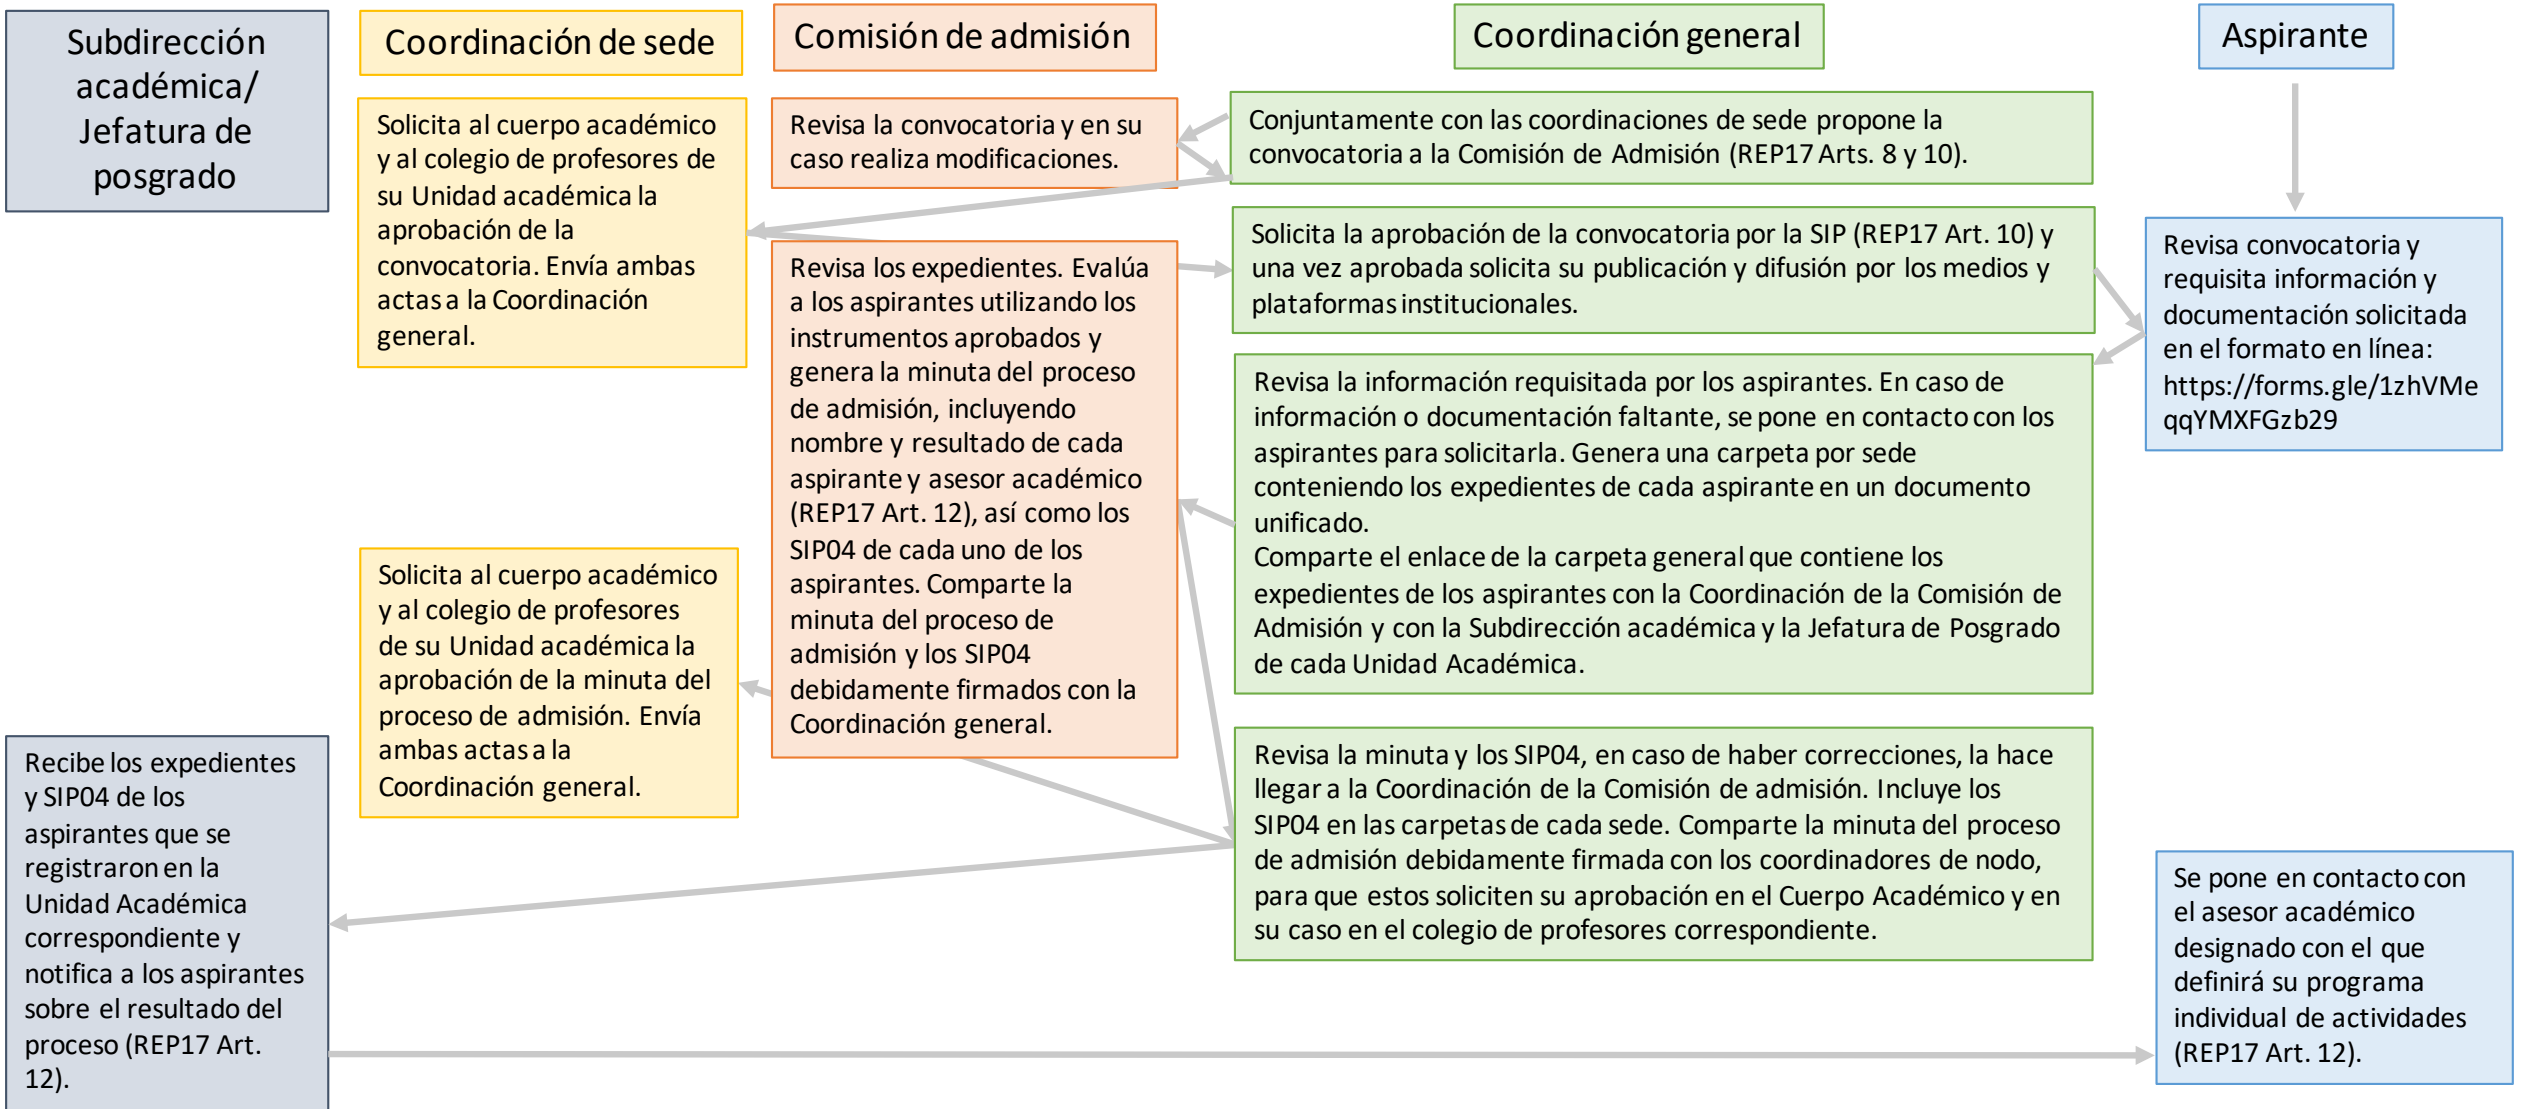 Subdirección
académica/
Jefatura de
posgrado
Coordinación de sede
Comisión de admisión
Coordinación general
Aspirante
Solicita al cuerpo académico
y al colegio de profesores de
su Unidad académica la
aprobación de la
convocatoria. Envía ambas
actas a la Coordinación
general.
Revisa la convocatoria y en su
caso realiza modificaciones.
Conjuntamente con las coordinaciones de sede propone la
convocatoria a la Comisión de Admisión (REP17 Arts. 8 y 10).
Solicita la aprobación de la convocatoria por la SIP (REP17 Art. 10) y
una vez aprobada solicita su publicación y difusión por los medios y
plataformas institucionales.
Revisa convocatoria y
requisita información y
documentación solicitada
en el formato en línea:
https://forms.gle/1zhVMe
qqYMXFGzb29
Revisa los expedientes. Evalúa
a los aspirantes utilizando los
instrumentos aprobados y
genera la minuta del proceso
de admisión, incluyendo
nombre y resultado de cada
aspirante y asesor académico
(REP17 Art. 12), así como los
SIP04 de cada uno de los
aspirantes. Comparte la
minuta del proceso de
admisión y los SIP04
debidamente firmados con la
Coordinación general.
Revisa la información requisitada por los aspirantes. En caso de
información o documentación faltante, se pone en contacto con los
aspirantes para solicitarla. Genera una carpeta por sede
conteniendo los expedientes de cada aspirante en un documento
unificado.
Comparte el enlace de la carpeta general que contiene los
expedientes de los aspirantes con la Coordinación de la Comisión de
Admisión y con la Subdirección académica y la Jefatura de Posgrado
de cada Unidad Académica.
Solicita al cuerpo académico
y al colegio de profesores
de su Unidad académica la
aprobación de la minuta del
proceso de admisión. Envía
ambas actas a la
Coordinación general.
Revisa la minuta y los SIP04, en caso de haber correcciones, la hace
llegar a la Coordinación de la Comisión de admisión. Incluye los
SIP04 en las carpetas de cada sede. Comparte la minuta del proceso
de admisión debidamente firmada con los coordinadores de nodo,
para que estos soliciten su aprobación en el Cuerpo Académico y en
su caso en el colegio de profesores correspondiente.
Recibe los expedientes
y SIP04 de los
aspirantes que se
registraron en la
Unidad Académica
correspondiente y
notifica a los aspirantes
sobre el resultado del
proceso (REP17 Art.
12).
Se pone en contacto con
el asesor académico
designado con el que
definirá su programa
individual de actividades
(REP17 Art. 12).